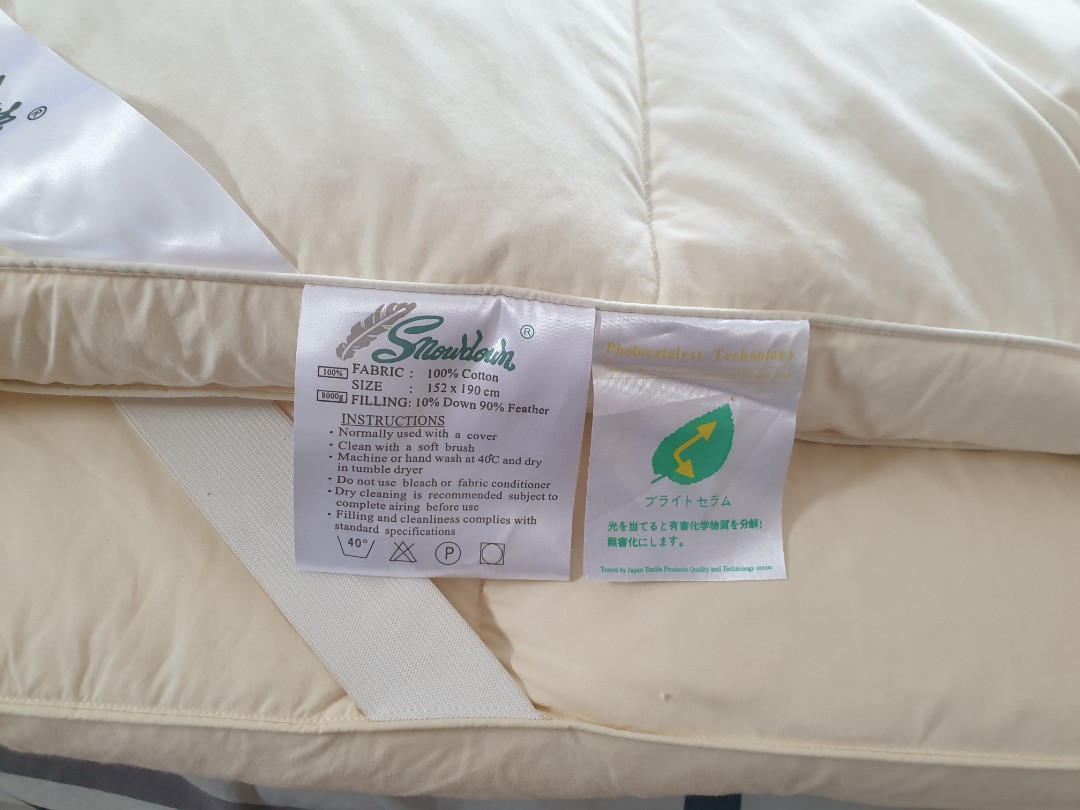 ®
Snowdown®
100% FABRIC : 100% Cotton
SIZE : 152 x 190 cm
8000g FILLING: 10% Down 90% Feather
INSTRUCTIONS
· Normally used with a cover
· Clean with a soft brush
· Machine or hand wash at 40°C and dry
in tumble dryer
· Do not use bleach or fabric conditioner
· Dry cleaning is recommended subject to
complete airing before use
· Filling and cleanliness complies with
standard specifications
40° P
Photocatalyst Technology
ブライトセラム
光を当てると有害化学物質を分解!
無害化にします。
Tested by Japan Textile Products Quality and Technology center